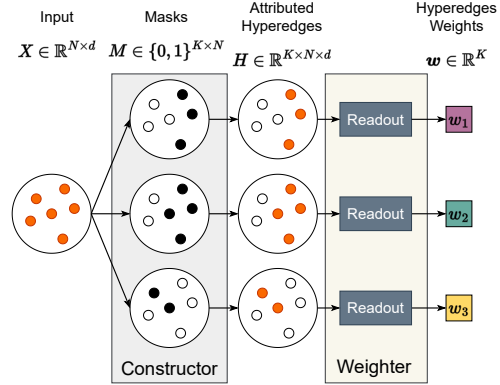 Input
Masks
Attributed
Hyperedges
Hyperedges
Weights
X ∈ ℝ^{N×d}
M ∈ {0, 1}^{K×N}
H ∈ ℝ^{K×N×d}
w ∈ ℝ^K
Readout
w₁
Readout
w₂
Readout
w₃
Constructor
Weighter